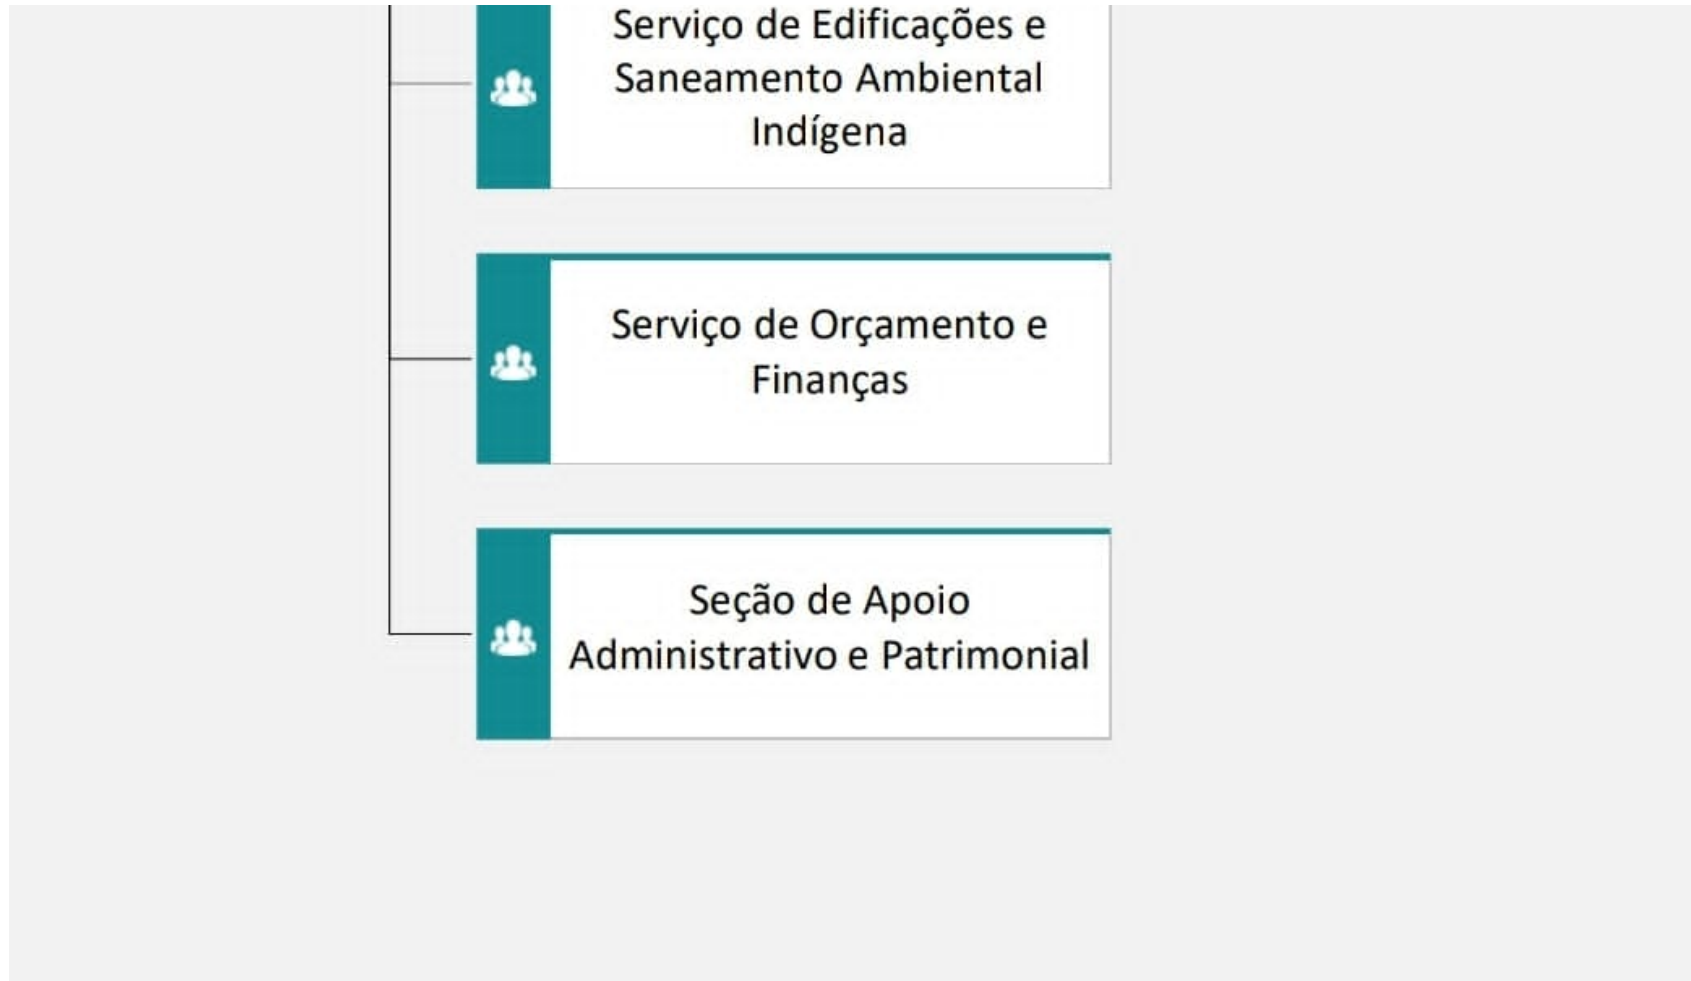 Serviço de Edificações e
Saneamento Ambiental
Indígena
Serviço de Orçamento e
Finanças
Seção de Apoio
Administrativo e Patrimonial